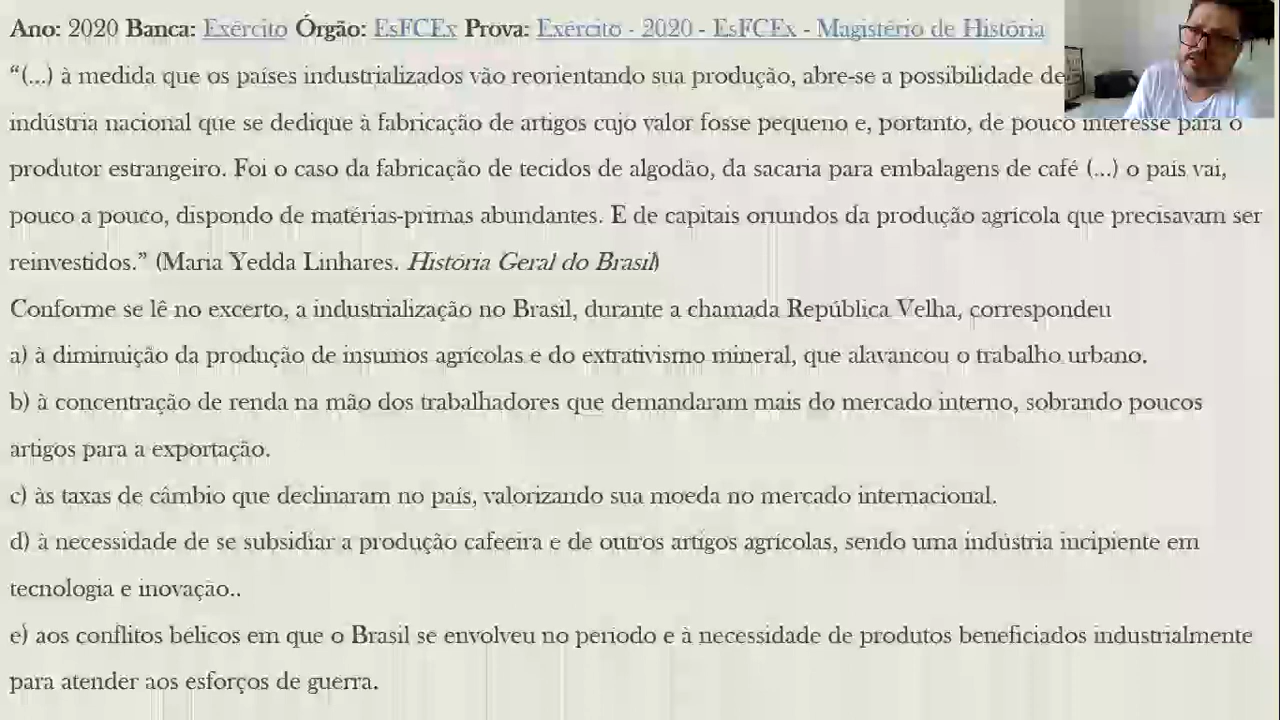 Ano: 2020 Banca: Exército Órgão: EsFCEx Prova: Exército - 2020 - EsFCEx - Magistério de História
“(...) à medida que os países industrializados vão reorientando sua produção, abre-se a possibilidade de
indústria nacional que se dedique à fabricação de artigos cujo valor fosse pequeno e, portanto, de pouco interesse para o
produtor estrangeiro. Foi o caso da fabricação de tecidos de algodão, da sacaria para embalagens de café (...) o país vai,
pouco a pouco, dispondo de matérias-primas abundantes. E de capitais oriundos da produção agrícola que precisavam ser
reinvestidos.” (Maria Yedda Linhares. História Geral do Brasil)
Conforme se lê no excerto, a industrialização no Brasil, durante a chamada República Velha, correspondeu
a) à diminuição da produção de insumos agrícolas e do extrativismo mineral, que alavancou o trabalho urbano.
b) à concentração de renda na mão dos trabalhadores que demandaram mais do mercado interno, sobrando poucos
artigos para a exportação.
c) às taxas de câmbio que declinaram no país, valorizando sua moeda no mercado internacional.
d) à necessidade de se subsidiar a produção cafeeira e de outros artigos agrícolas, sendo uma indústria incipiente em
tecnologia e inovação..
e) aos conflitos bélicos em que o Brasil se envolveu no período e à necessidade de produtos beneficiados industrialmente
para atender aos esforços de guerra.